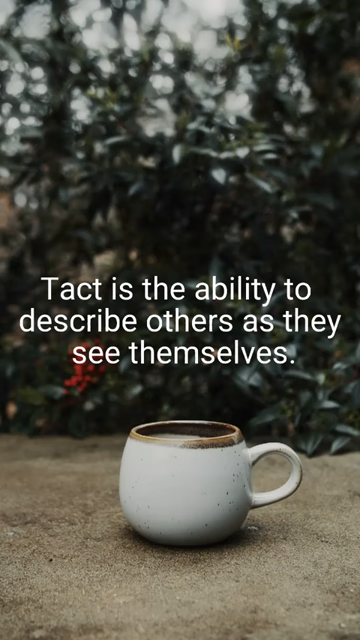 Tact is the ability to
describe others as they
see themselves.